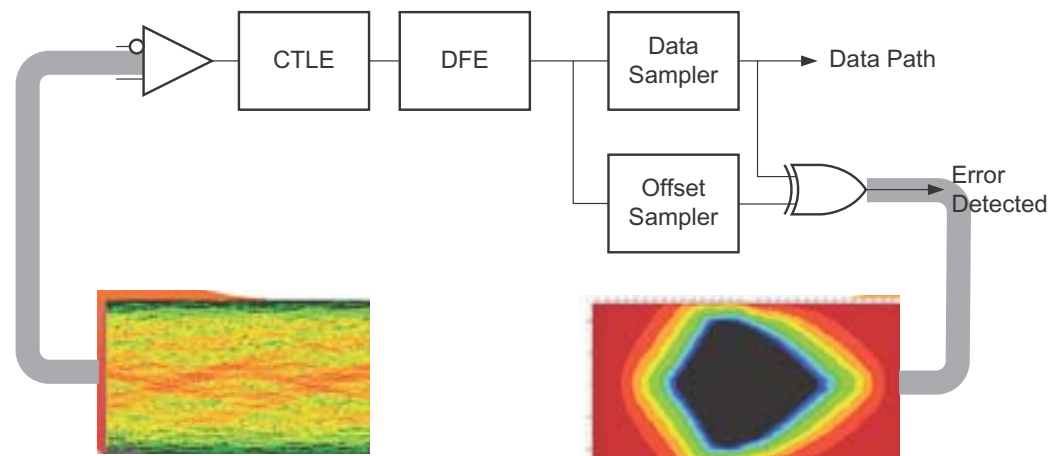 CTLE
DFE
Data
Sampler
Data Path
Offset
Sampler
Error
Detected